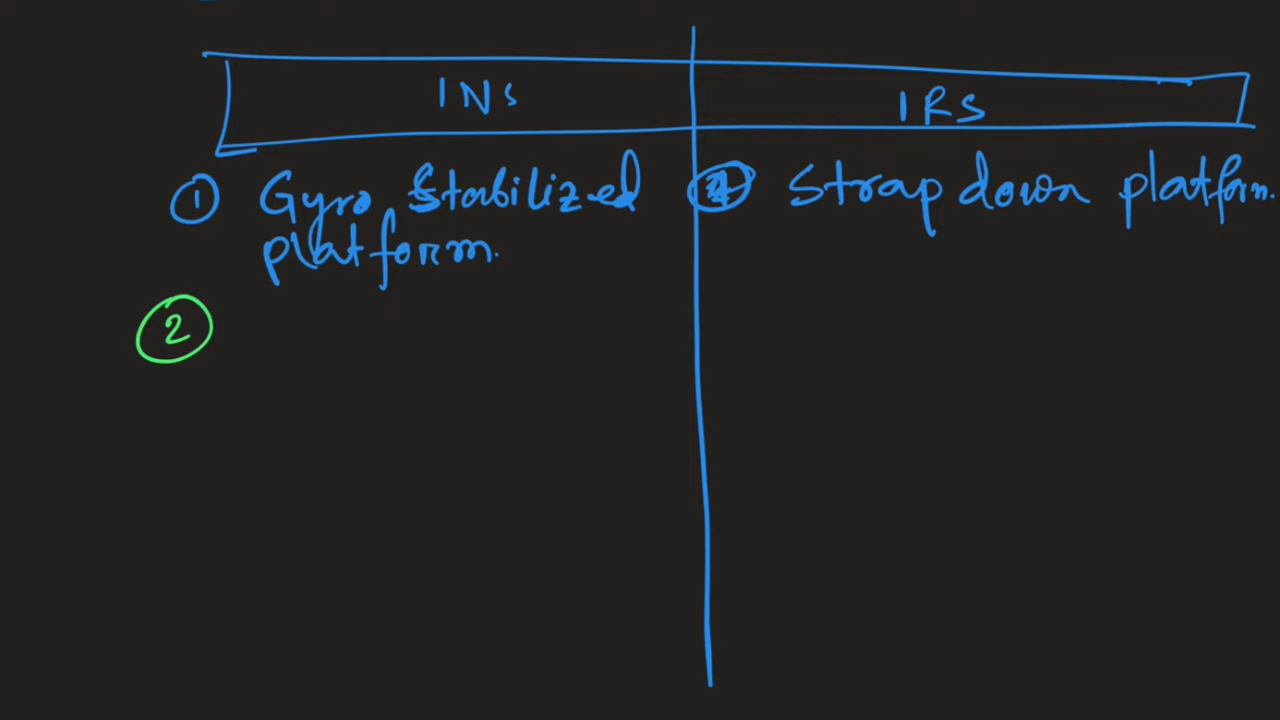 INS
IRS
① Gyro stabilized
platform.
Strap down platform.
②